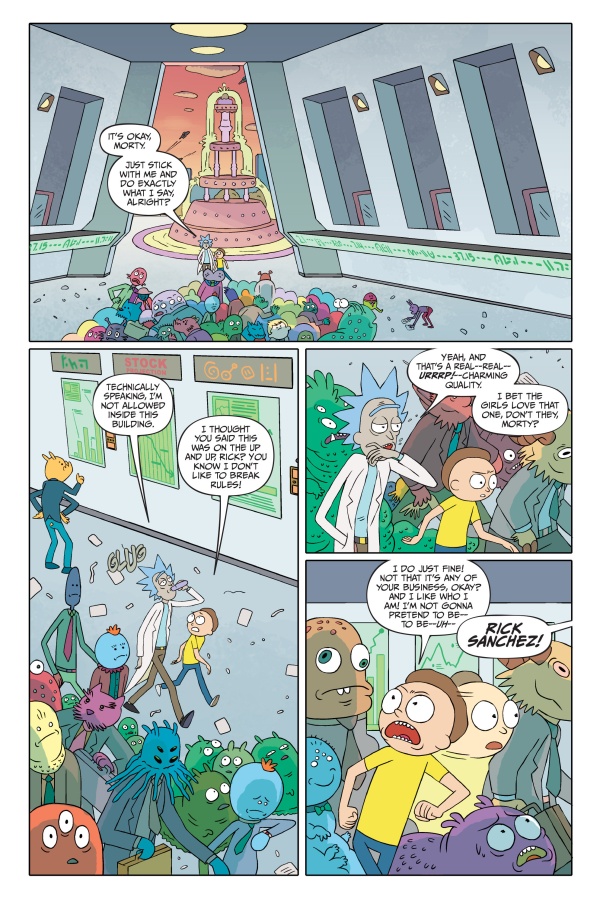 IT'S OKAY,
MORTY.
JUST STICK
WITH ME AND
DO EXACTLY
WHAT I SAY,
ALRIGHT?
STOCK
TECHNICALLY
SPEAKING, I'M
NOT ALLOWED
INSIDE THIS
BUILDING.
I THOUGHT
YOU SAID THIS
WAS ON THE UP
AND UP, RICK? YOU
KNOW I DON'T
LIKE TO BREAK
RULES!
GLUG
YEAH, AND
THAT'S A REAL--REAL--
URRRP!--CHARMING
QUALITY.
I BET THE
GIRLS LOVE THAT
ONE, DON'T THEY,
MORTY?
I DO JUST FINE!
NOT THAT IT'S ANY OF
YOUR BUSINESS, OKAY?
AND I LIKE WHO I
AM! I'M NOT GONNA
PRETEND TO BE--
TO BE--UH--
RICK
SANCHEZ!